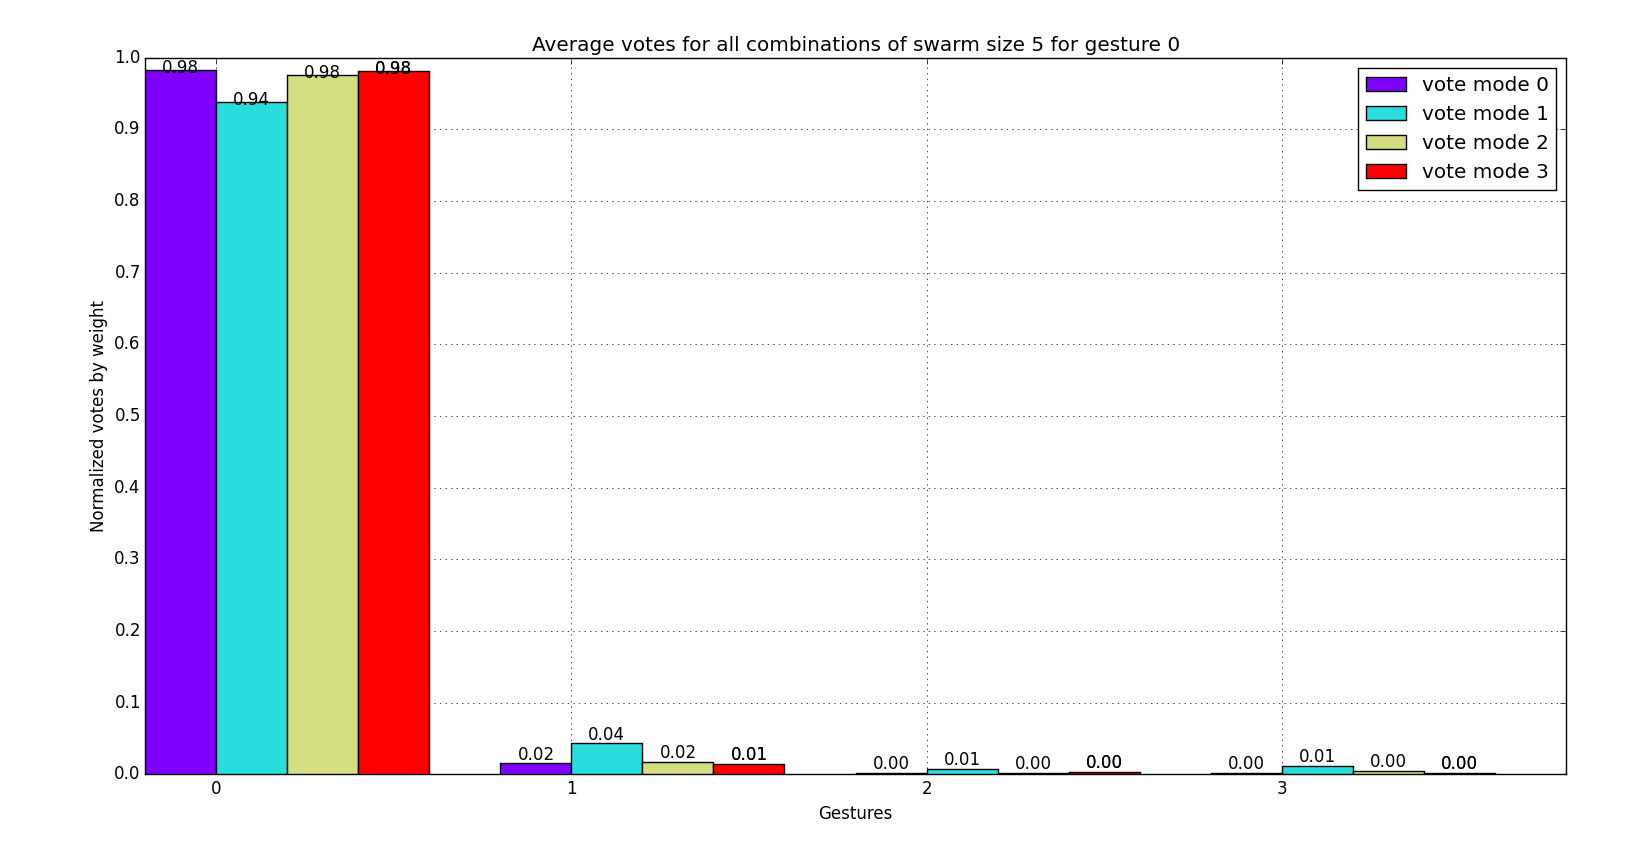 Average votes for all combinations of swarm size 5 for gesture 0
1.0
0.9
0.8
0.7
0.6
0.5
0.4
0.3
0.2
0.1
0.0
Normalized votes by weight
0.98 0.94 0.98 0.98
0.02 0.04 0.02 0.01
0.00 0.01 0.00 0.00
0.00 0.01 0.00 0.00
vote mode 0
vote mode 1
vote mode 2
vote mode 3
0 1 2 3
Gestures